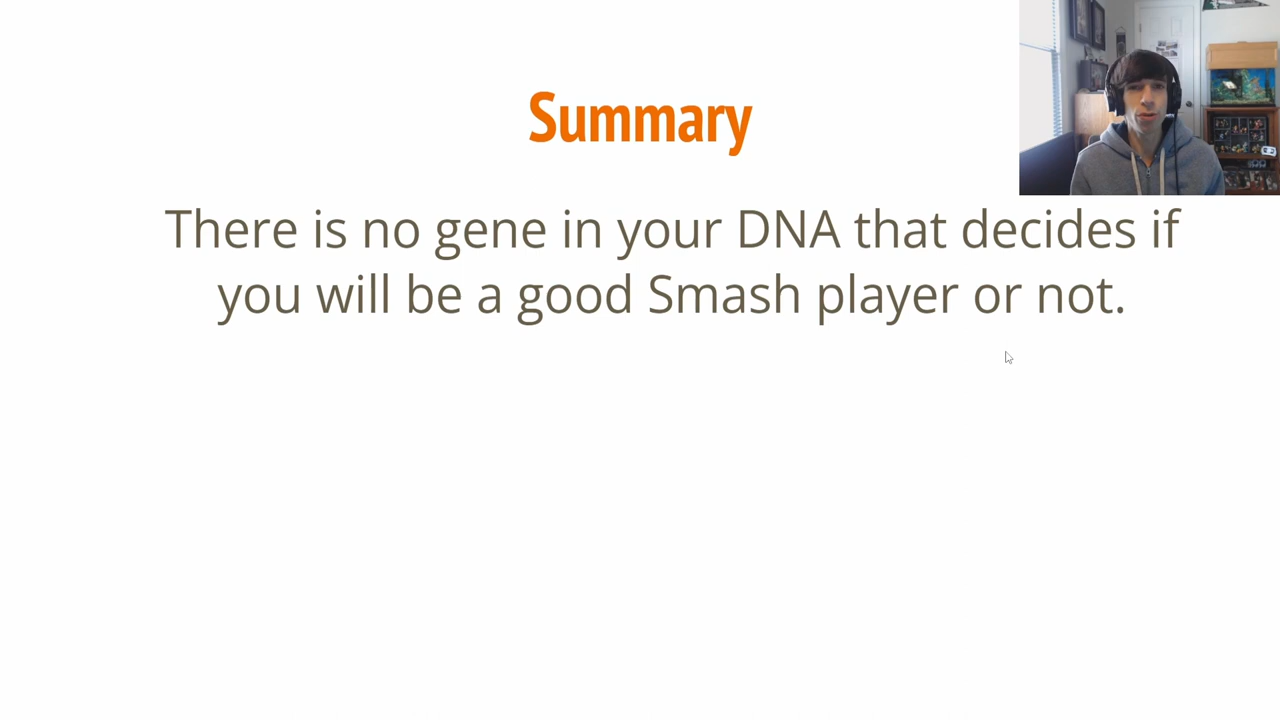 Summary
There is no gene in your DNA that decides if
you will be a good Smash player or not.